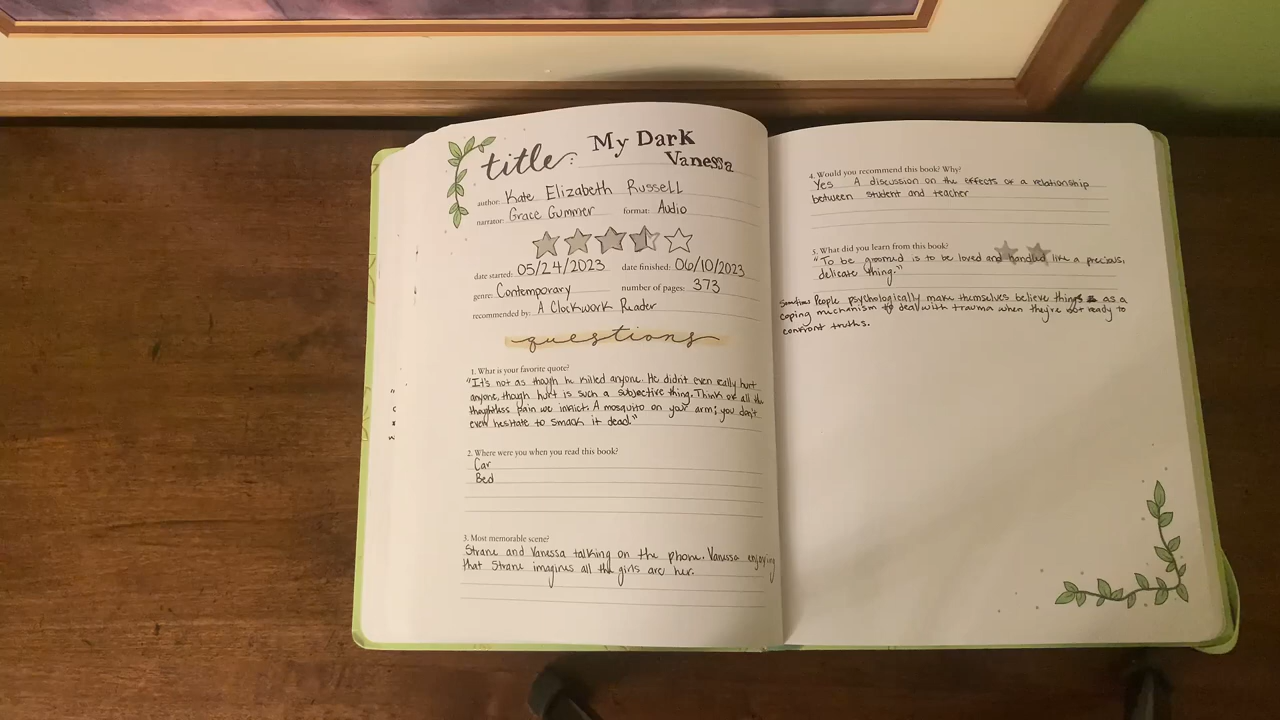 title: My Dark
Vanessa
author: Kate Elizabeth Russell
narrator: Grace Gummer format: Audio
date started: 05/24/2023 date finished: 06/10/2023
genre: Contemporary number of pages: 373
recommended by: A Clockwork Reader
questions
1. What is your favorite quote?
"It's not as though he killed anyone. He didn't even really hurt
anyone, though hurt is such a subjective thing. Think of all the
thoughtless pain we inflict. A mosquito on your arm; you don't
even hesitate to smack it dead."
2. Where were you when you read this book?
Car
Bed
3. Most memorable scene?
Strane and Vanessa talking on the phone. Vanessa enjoying
that Strane imagines all the girls are her.
4. Would you recommend this book? Why?
Yes A discussion on the effects of a relationship
between student and teacher
5. What did you learn from this book?
"To be groomed is to be loved and handled like a precious,
delicate thing."
Sometimes People psychologically make themselves believe things as a
coping mechanism to deal with trauma when they're not ready to
confront truths.